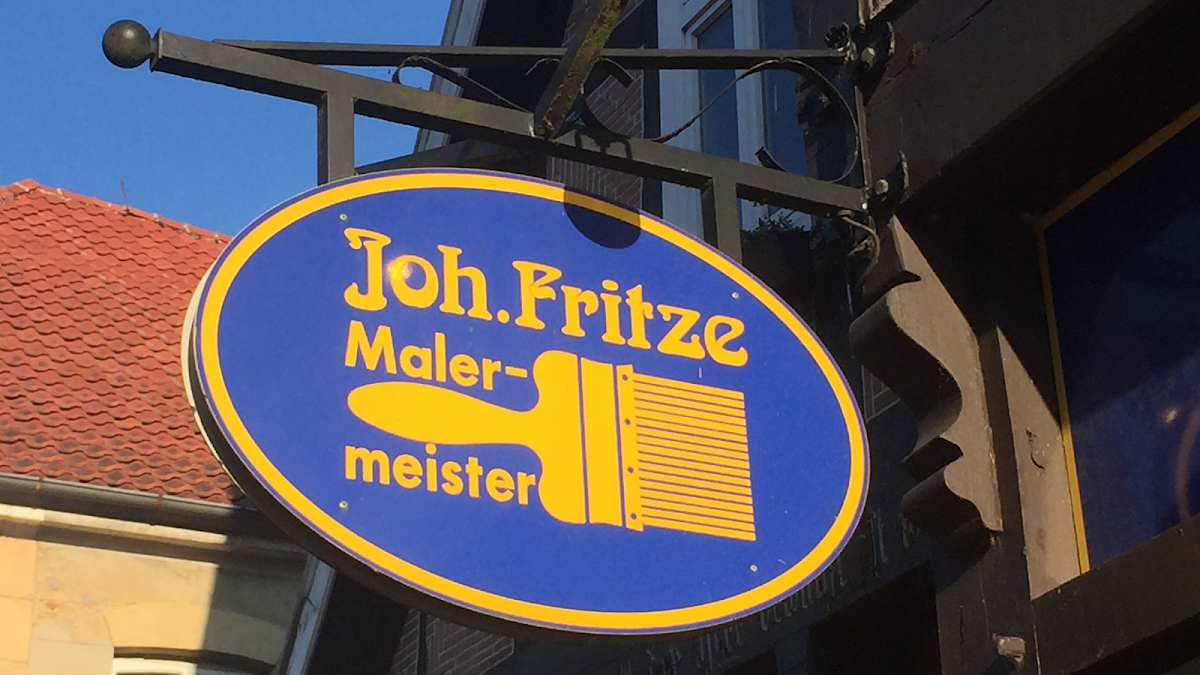 Joh. Fritze
Maler-
meister